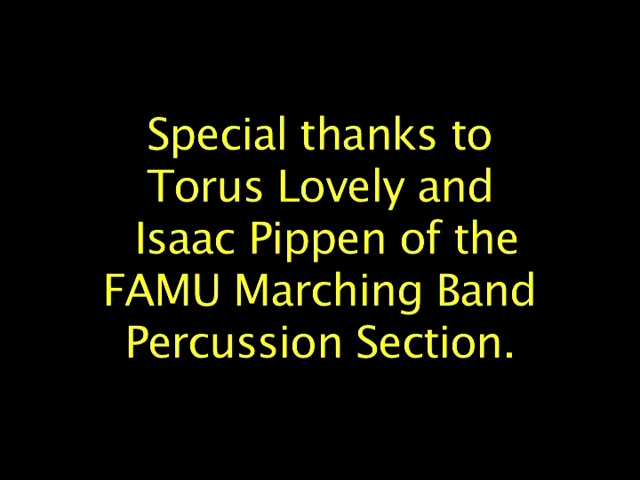 Special thanks to
Torus Lovely and
Isaac Pippen of the
FAMU Marching Band
Percussion Section.